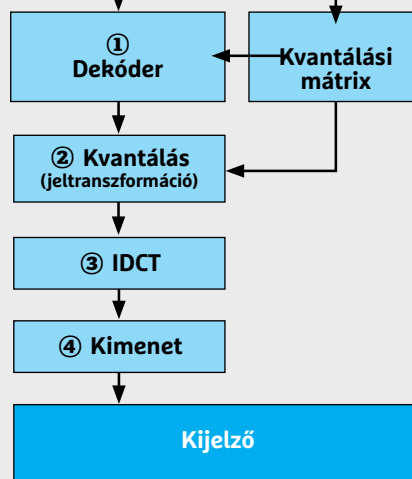 ①
Dekóder
Kvantálási
mátrix
② Kvantálás
(jeltranszformáció)
③ IDCT
④ Kimenet
Kijelző